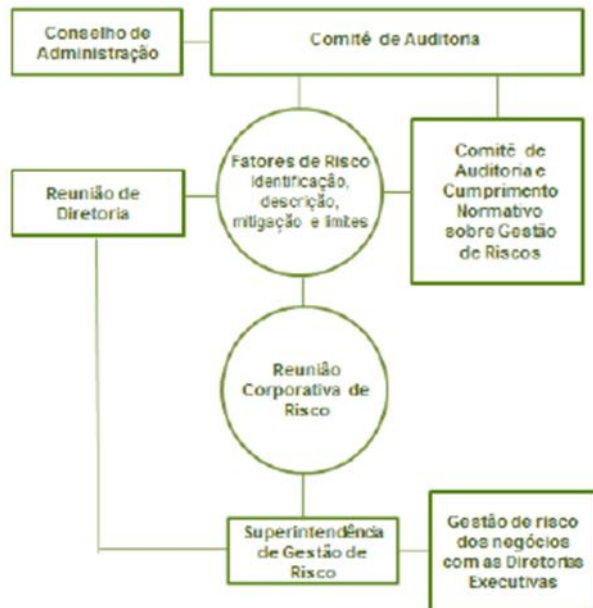 Conselho de
Administração
Comitê de Auditoria
Fatores de Risco
Identificação,
descrição,
mitigação e limites
Comitê de
Auditoria e
Cumprimento
Normativo
sobre Gestão
de Riscos
Reunião de
Diretoria
Reunião
Corporativa de
Risco
Superintendência
de Gestão de
Risco
Gestão de risco
dos negócios
com as Diretorias
Executivas